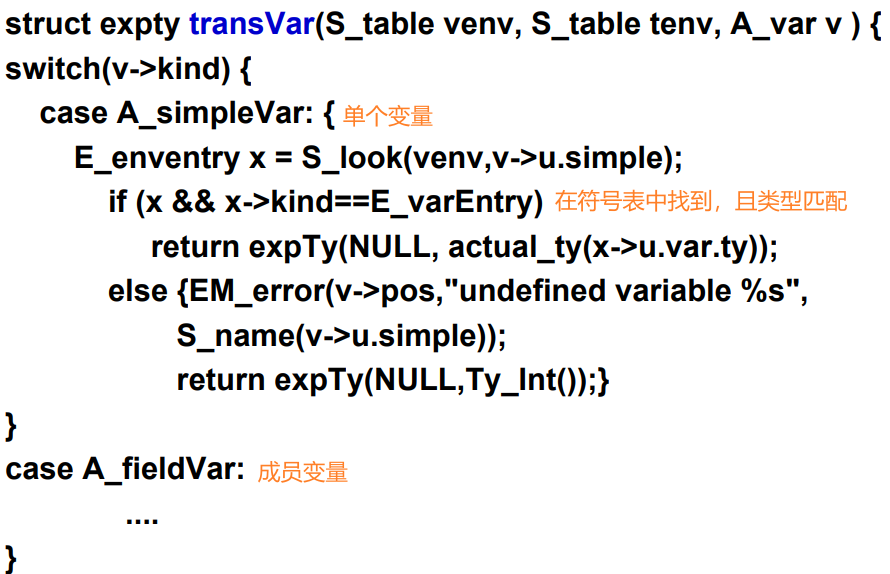 struct expty transVar(S_table venv, S_table tenv, A_var v ) {
switch(v->kind) {
case A_simpleVar: { 单个变量
E_enventry x = S_look(venv,v->u.simple);
if (x && x->kind==E_varEntry) 在符号表中找到，且类型匹配
return expTy(NULL, actual_ty(x->u.var.ty));
else {EM_error(v->pos,"undefined variable %s",
S_name(v->u.simple));
return expTy(NULL,Ty_Int());}
}
case A_fieldVar: 成员变量
....
}